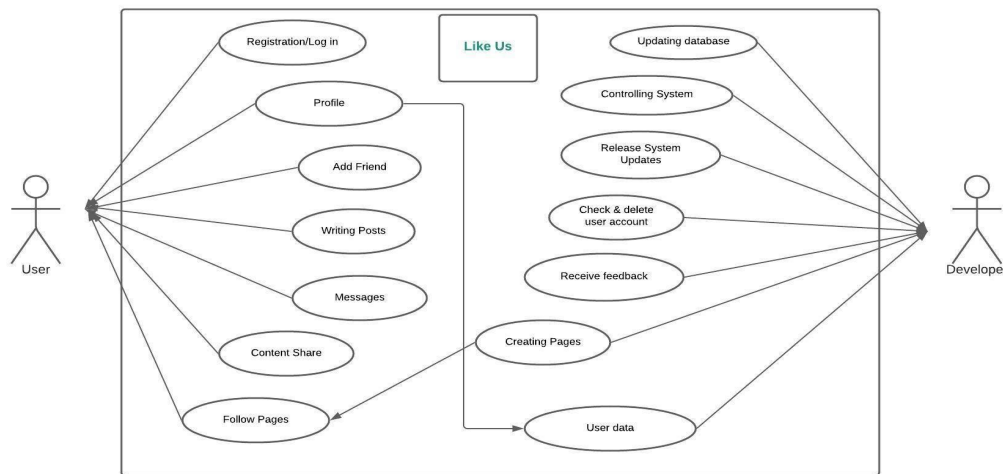 Like Us
Registration/Log in
Profile
Add Friend
Writing Posts
Messages
Content Share
Follow Pages
User
Updating database
Controlling System
Release System
Updates
Check & delete
user account
Receive feedback
Creating Pages
User data
Develope